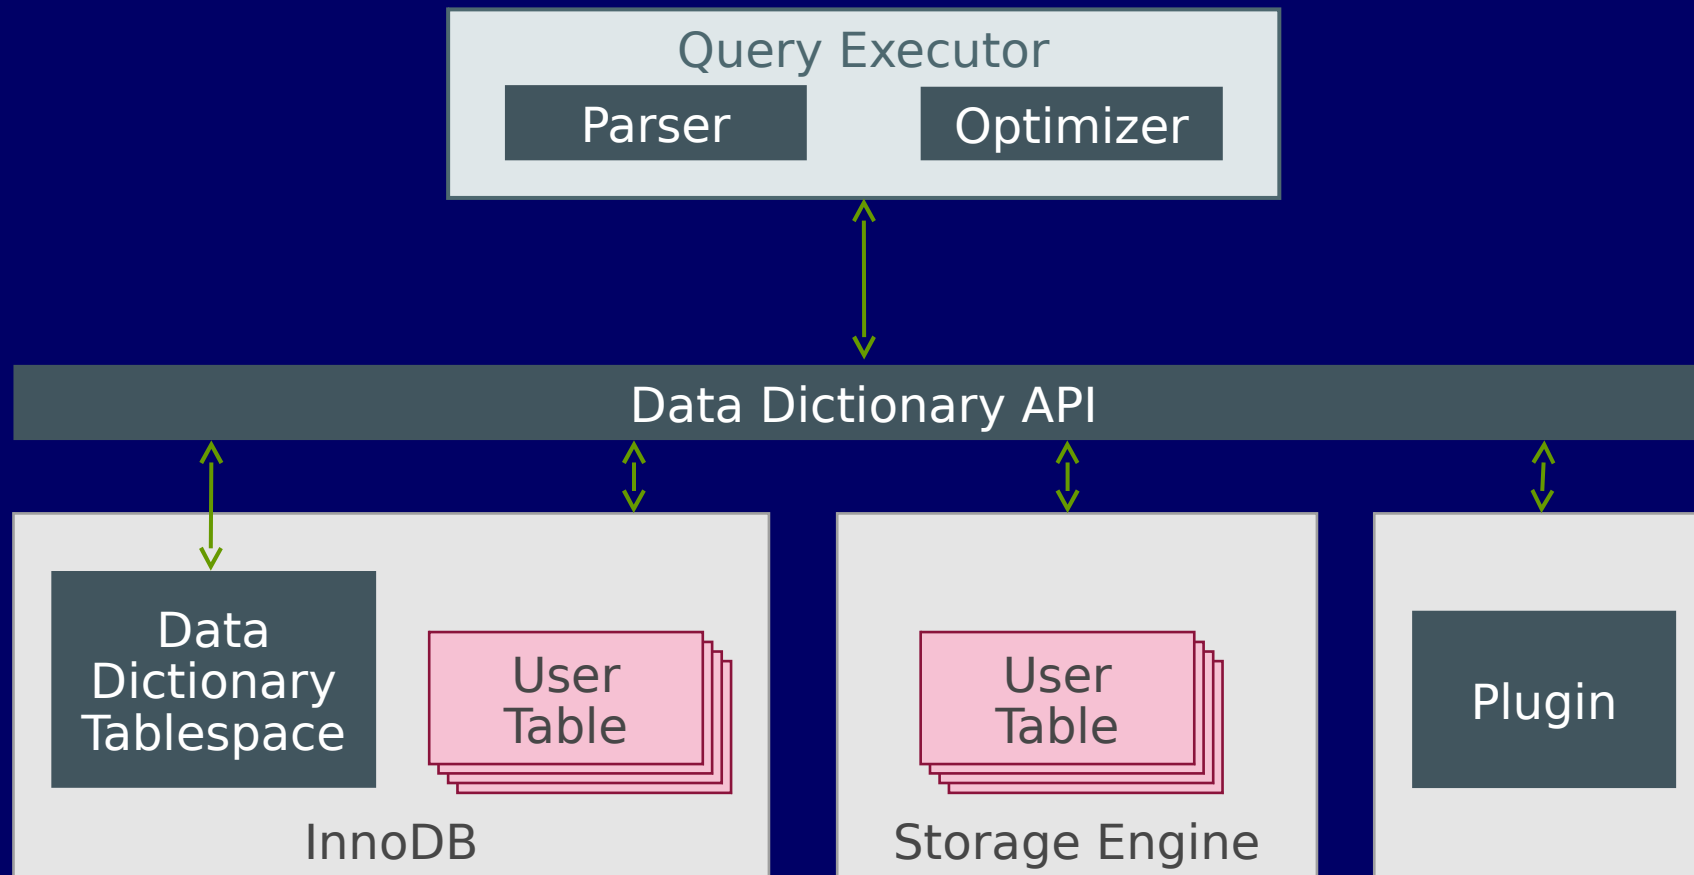 Query Executor
Parser
Optimizer
Data Dictionary API
Data
Dictionary
Tablespace
User
Table
InnoDB
User
Table
Storage Engine
Plugin